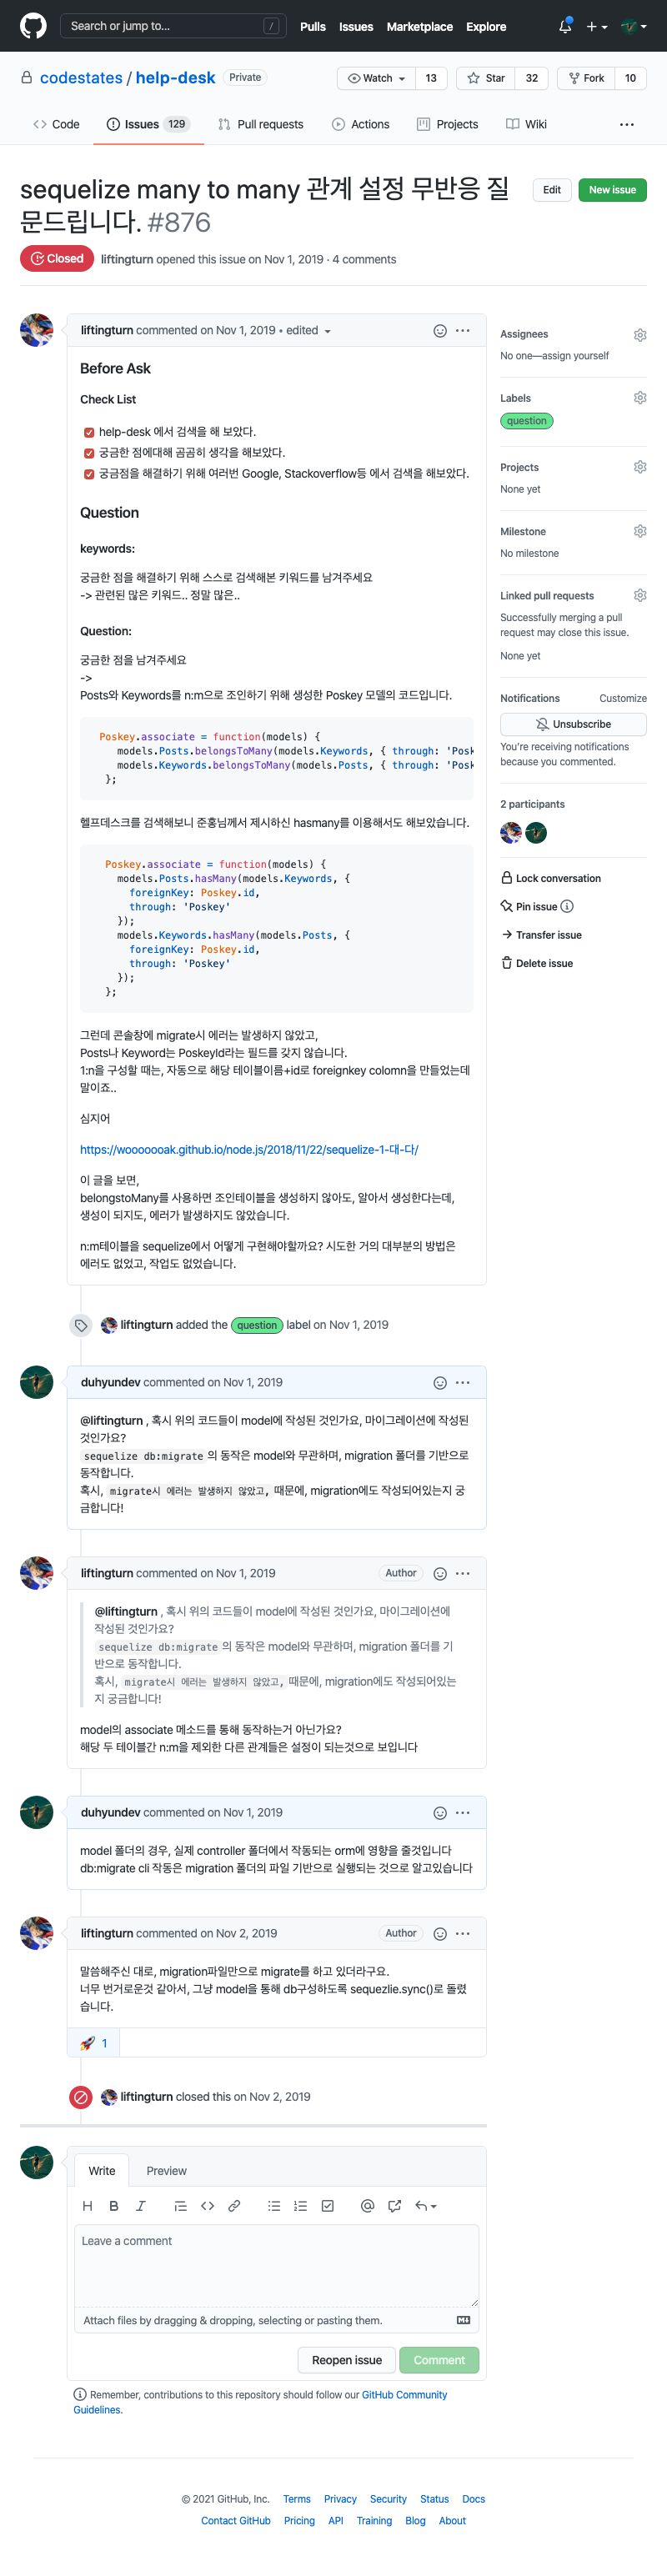 Search or jump to...
/
Pulls Issues Marketplace Explore
codestates / help-desk Private
Watch 13 Star 32 Fork 10
Code Issues 129 Pull requests Actions Projects Wiki
sequelize many to many 관계 설정 무반응 질
문드립니다. #876
Edit New issue
Closed liftingturn opened this issue on Nov 1, 2019 · 4 comments
liftingturn commented on Nov 1, 2019 • edited
Before Ask
Check List
help-desk 에서 검색을 해 보았다.
궁금한 점에대해 곰곰히 생각을 해보았다.
궁금점을 해결하기 위해 여러번 Google, Stackoverflow등 에서 검색을 해보았다.
Question
keywords:
궁금한 점을 해결하기 위해 스스로 검색해본 키워드를 남겨주세요
-> 관련된 많은 키워드.. 정말 많은..
Question:
궁금한 점을 남겨주세요
->
Posts와 Keywords를 n:m으로 조인하기 위해 생성한 Poskey 모델의 코드입니다.
Poskey.associate = function(models) {
models.Posts.belongsToMany(models.Keywords, { through: 'Posk
models.Keywords.belongsToMany(models.Posts, { through: 'Posk
};
헬프데스크를 검색해보니 준홍님께서 제시하신 hasmany를 이용해서도 해보았습니다.
Poskey.associate = function(models) {
models.Posts.hasMany(models.Keywords, {
foreignKey: Poskey.id,
through: 'Poskey'
});
models.Keywords.hasMany(models.Posts, {
foreignKey: Poskey.id,
through: 'Poskey'
});
};
그런데 콘솔창에 migrate시 에러는 발생하지 않았고,
Posts나 Keyword는 PoskeyId라는 필드를 갖지 않습니다.
1:n을 구성할 때는, 자동으로 해당 테이블이름+id로 foreignkey colomn을 만들었는데
말이죠..
심지어
https://wooooooak.github.io/node.js/2018/11/22/sequelize-1-대-다/
이 글을 보면,
belongstoMany를 사용하면 조인테이블을 생성하지 않아도, 알아서 생성한다는데,
생성이 되지도, 에러가 발생하지도 않았습니다.
n:m테이블을 sequelize에서 어떻게 구현해야할까요? 시도한 거의 대부분의 방법은
에러도 없었고, 작업도 없었습니다.
liftingturn added the question label on Nov 1, 2019
duhyundev commented on Nov 1, 2019
@liftingturn , 혹시 위의 코드들이 model에 작성된 것인가요, 마이그레이션에 작성된
것인가요?
sequelize db:migrate 의 동작은 model와 무관하며, migration 폴더를 기반으로
동작합니다.
혹시, migrate시 에러는 발생하지 않았고, 때문에, migration에도 작성되어있는지 궁
금합니다!
liftingturn commented on Nov 1, 2019 Author
@liftingturn , 혹시 위의 코드들이 model에 작성된 것인가요, 마이그레이션에
작성된 것인가요?
sequelize db:migrate 의 동작은 model와 무관하며, migration 폴더를 기
반으로 동작합니다.
혹시, migrate시 에러는 발생하지 않았고, 때문에, migration에도 작성되어있는
지 궁금합니다!
model의 associate 메소드를 통해 동작하는거 아닌가요?
해당 두 테이블간 n:m을 제외한 다른 관계들은 설정이 되는것으로 보입니다
duhyundev commented on Nov 1, 2019
model 폴더의 경우, 실제 controller 폴더에서 작동되는 orm에 영향을 줄것입니다
db:migrate cli 작동은 migration 폴더의 파일 기반으로 실행되는 것으로 알고있습니다
liftingturn commented on Nov 2, 2019 Author
말씀해주신 대로, migration파일만으로 migrate를 하고 있더라구요.
너무 번거로운것 같아서, 그냥 model을 통해 db구성하도록 sequezlie.sync()로 돌렸
습니다.
🚀 1
liftingturn closed this on Nov 2, 2019
Write Preview
H B I
Leave a comment
Attach files by dragging & dropping, selecting or pasting them.
Reopen issue Comment
Remember, contributions to this repository should follow our GitHub Community
Guidelines.
Assignees
No one—assign yourself
Labels
question
Projects
None yet
Milestone
No milestone
Linked pull requests
Successfully merging a pull
request may close this issue.
None yet
Notifications Customize
Unsubscribe
You're receiving notifications
because you commented.
2 participants
Lock conversation
Pin issue
Transfer issue
Delete issue
© 2021 GitHub, Inc. Terms Privacy Security Status Docs
Contact GitHub Pricing API Training Blog About